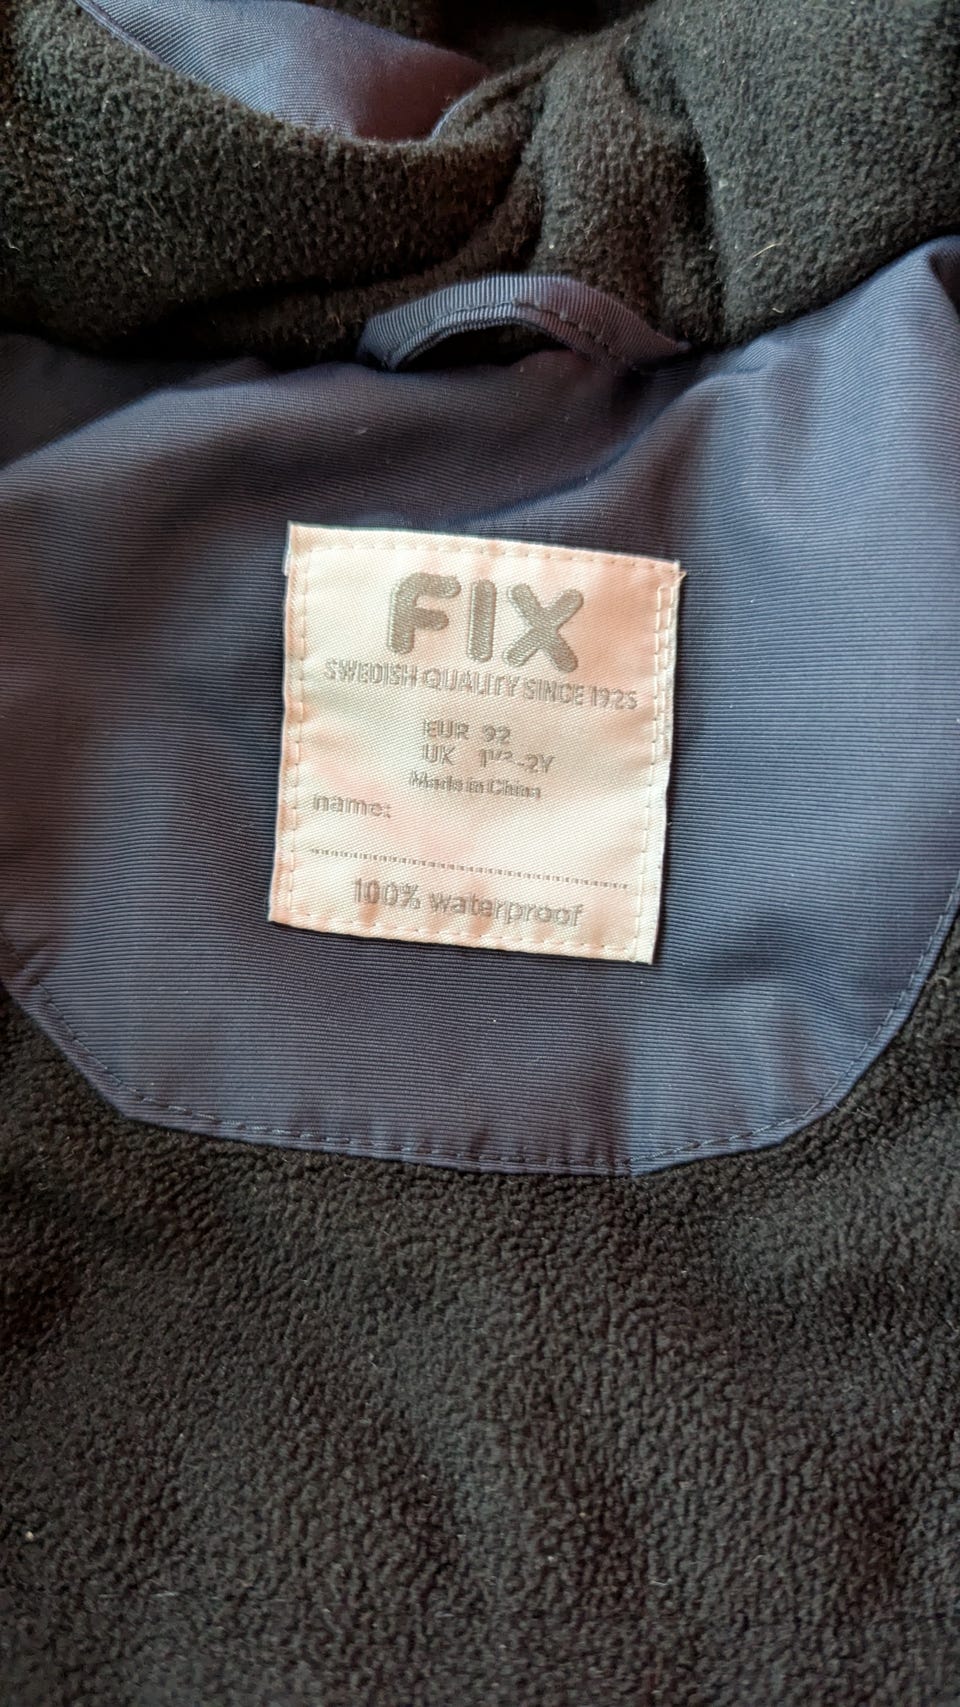 FIX
SWEDISH QUALITY SINCE 1925
EUR 92
UK 1½-2Y
Made in China
name:
100% waterproof